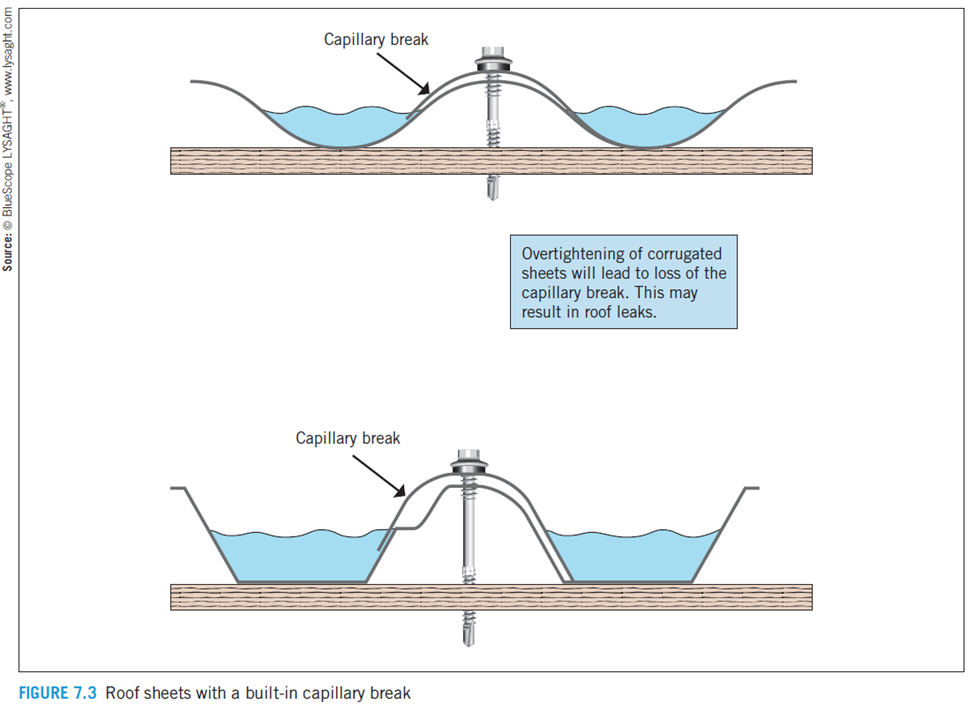 Source: © BlueScope LYSAGHT®, www.lysaght.com
Capillary break
Overtightening of corrugated
sheets will lead to loss of the
capillary break. This may
result in roof leaks.
Capillary break
FIGURE 7.3 Roof sheets with a built-in capillary break